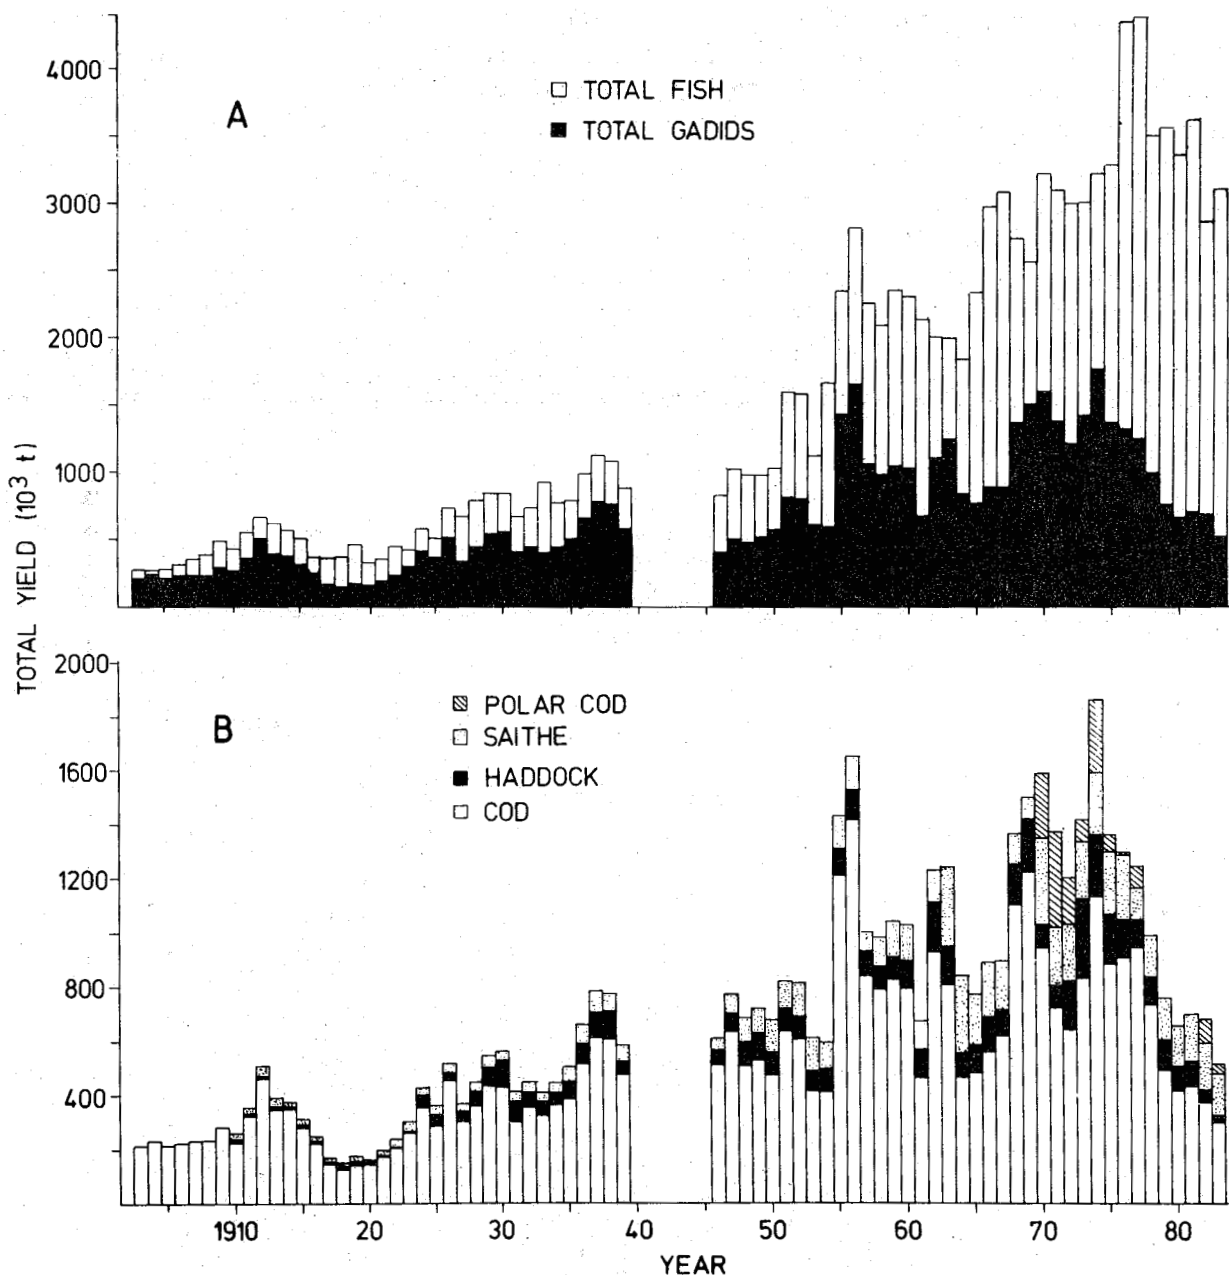 4000
3000
2000
1000
A
TOTAL FISH
TOTAL GADIDS
TOTAL YIELD (10³ t)
2000
1600
1200
800
400
B
POLAR COD
SAITHE
HADDOCK
COD
1910 20 30 40 50 60 70 80
YEAR